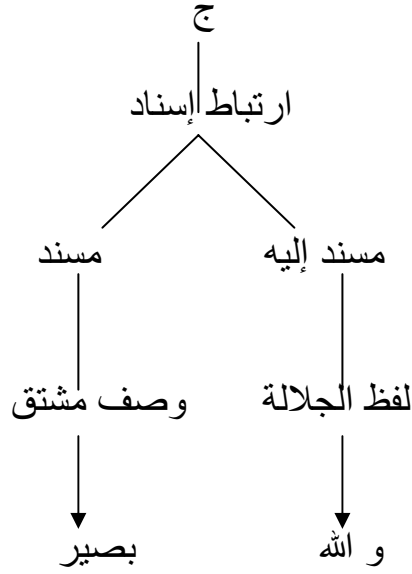 ج
ارتباط إسناد
مسند إليه مسند
لفظ الجلالة وصف مشتق
و الله بصير